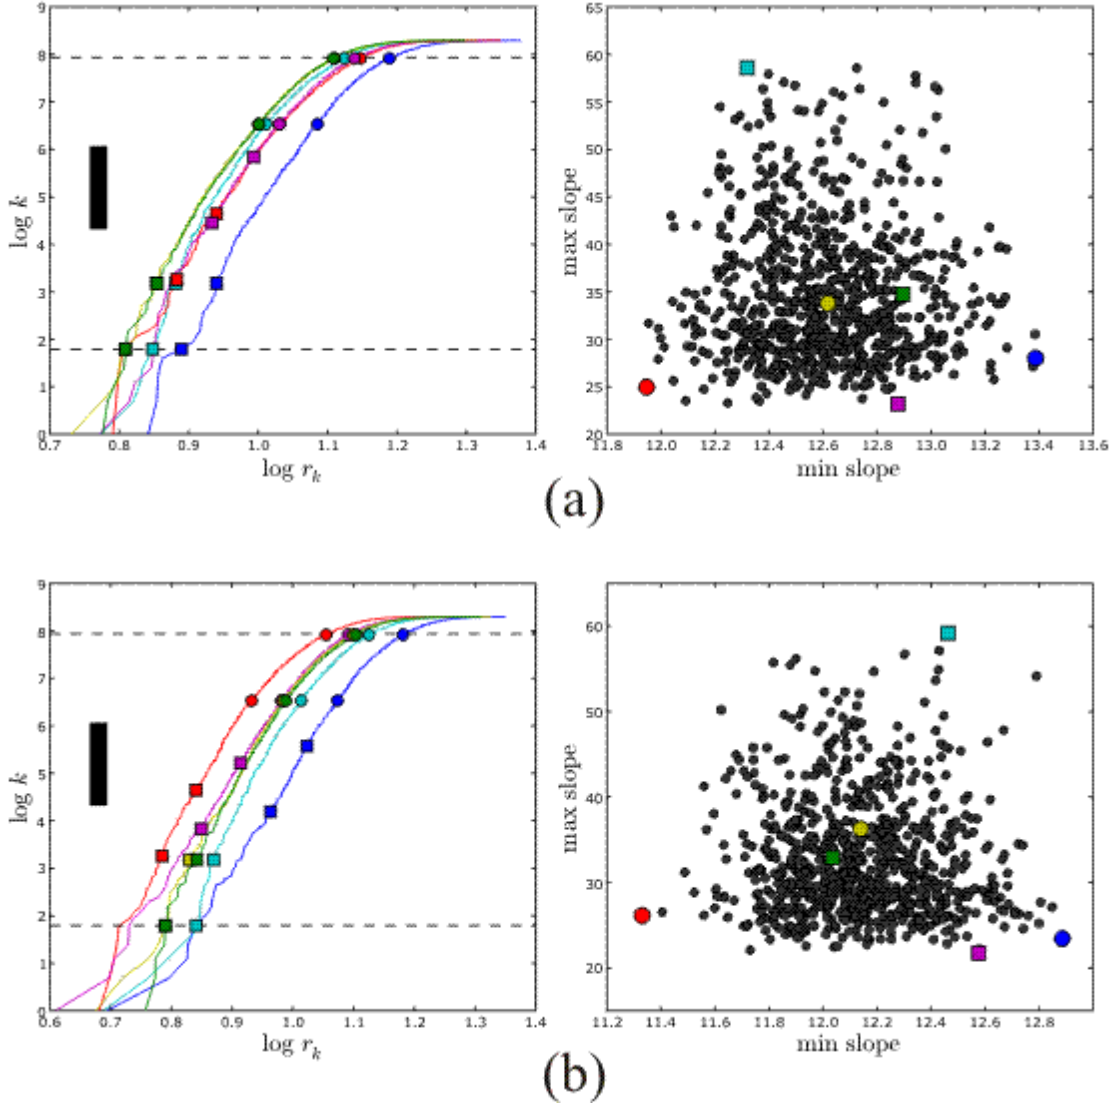 9
8
7
6
5
4
3
2
1
0
log k
0.7 0.8 0.9 1.0 1.1 1.2 1.3 1.4
log r_k
65
60
55
50
45
40
35
30
25
20
max slope
11.8 12.0 12.2 12.4 12.6 12.8 13.0 13.2 13.4 13.6
min slope
(a)
9
8
7
6
5
4
3
2
1
0
log k
0.6 0.7 0.8 0.9 1.0 1.1 1.2 1.3 1.4
log r_k
60
50
40
30
20
max slope
11.2 11.4 11.6 11.8 12.0 12.2 12.4 12.6 12.8
min slope
(b)